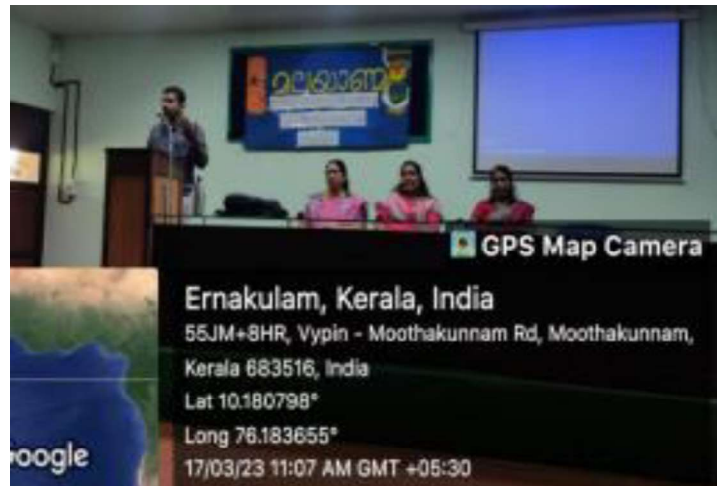 GPS Map Camera
Ernakulam, Kerala, India
55JM+8HR, Vypin - Moothakunnam Rd, Moothakunnam,
Kerala 683516, India
Lat 10.180798°
Long 76.183655°
oogle
17/03/23 11:07 AM GMT +05:30